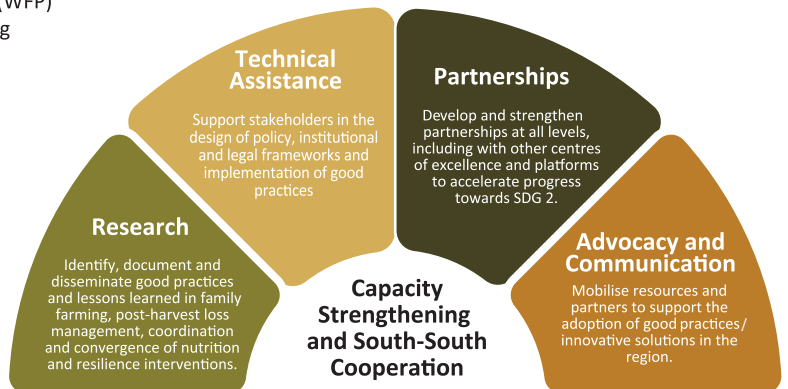 (WFP)
g
Technical
Assistance
Support stakeholders in the
design of policy, institutional
and legal frameworks and
implementation of good
practices
Partnerships
Develop and strengthen
partnerships at all levels,
including with other centres
of excellence and platforms
to accelerate progress
towards SDG 2.
Research
Identify, document and
disseminate good practices
and lessons learned in family
farming, post-harvest loss
management, coordination
and convergence of nutrition
and resilience interventions.
Advocacy and
Communication
Mobilise resources and
partners to support the
adoption of good practices/
innovative solutions in the
region.
Capacity
Strengthening
and South-South
Cooperation